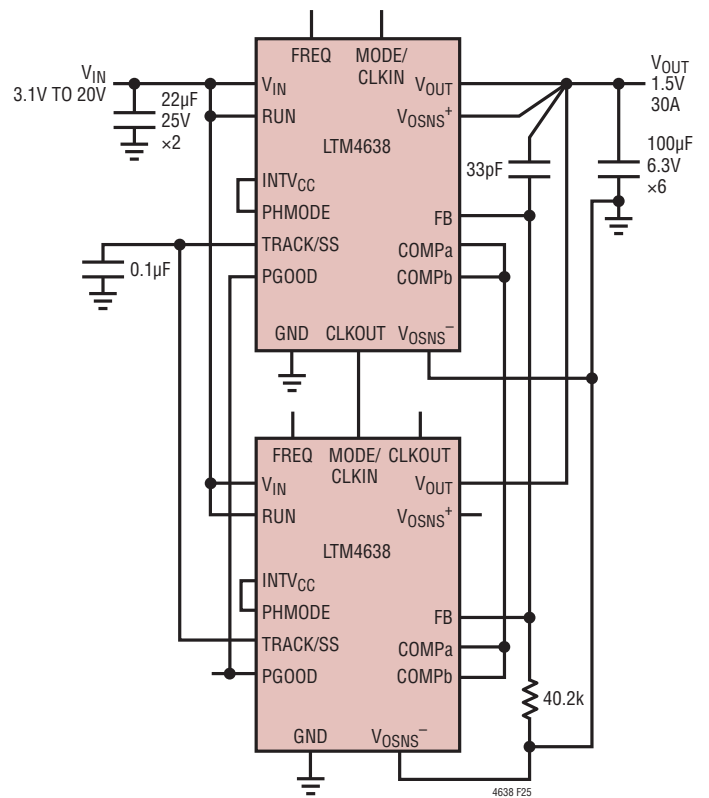 FREQ
MODE/
CLKIN
V_IN
3.1V TO 20V
22µF
25V
×2
V_IN
RUN
LTM4638
INTV_CC
PHMODE
TRACK/SS
PGOOD
GND
CLKOUT
V_OSNS⁻
V_OUT
V_OSNS⁺
FB
COMPa
COMPb
0.1µF
33pF
V_OUT
1.5V
30A
100µF
6.3V
×6
FREQ
MODE/
CLKIN
CLKOUT
V_IN
RUN
LTM4638
INTV_CC
PHMODE
TRACK/SS
PGOOD
GND
V_OSNS⁻
V_OUT
V_OSNS⁺
FB
COMPa
COMPb
40.2k
4638 F25